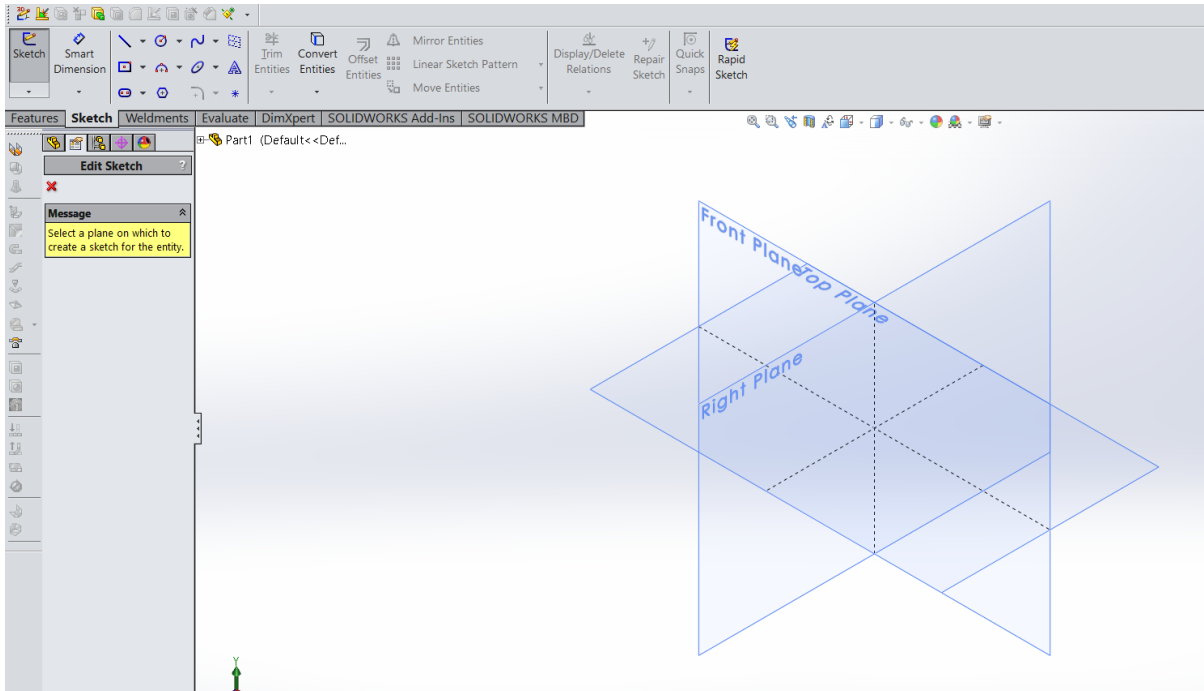 Sketch
Smart
Dimension
Trim
Entities
Convert
Entities
Offset
Entities
Mirror Entities
Linear Sketch Pattern
Move Entities
Display/Delete
Relations
Repair
Sketch
Quick
Snaps
Rapid
Sketch
Features Sketch Weldments Evaluate DimXpert SOLIDWORKS Add-Ins SOLIDWORKS MBD
Part1 (Default<<Def...
Edit Sketch ?
Message
Select a plane on which to
create a sketch for the entity.
Front Plane
Top Plane
Right Plane
Y